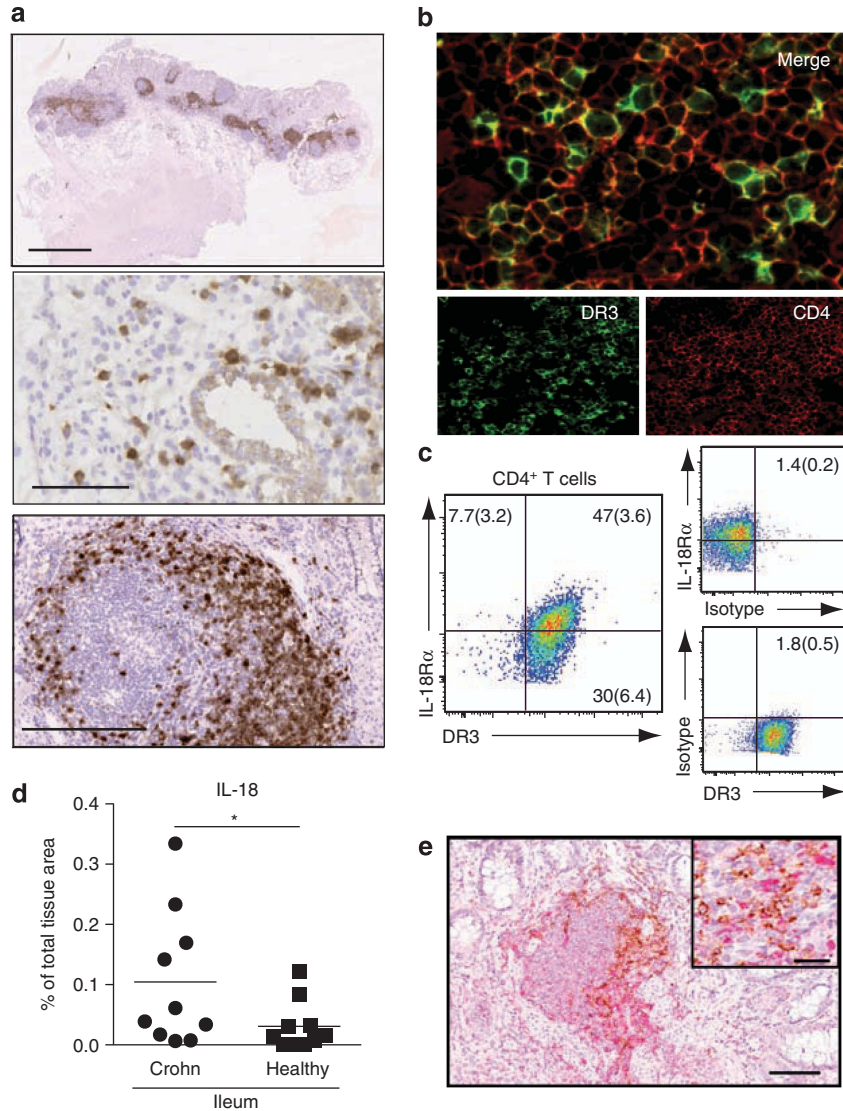 a
b
Merge
DR3
CD4
c
CD4+ T cells
7.7(3.2)
47(3.6)
30(6.4)
IL-18Rα
DR3
1.4(0.2)
IL-18Rα
Isotype
1.8(0.5)
Isotype
DR3
d
IL-18
*
0.4
0.3
0.2
0.1
0.0
% of total tissue area
Crohn
Healthy
Ileum
e